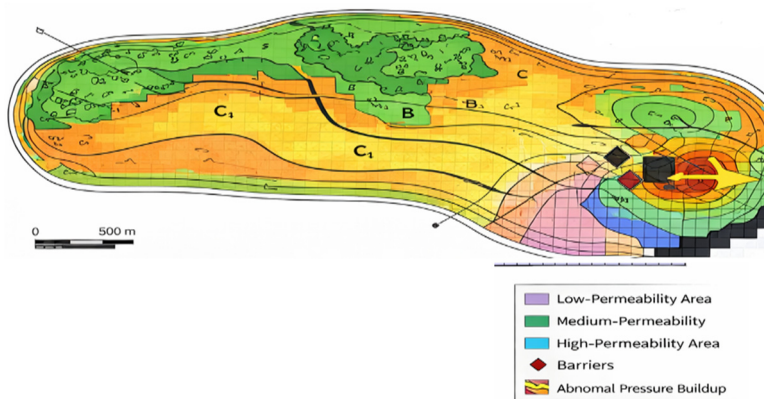 C
B
B
C₁
C₁
0 500 m
Low-Permeability Area
Medium-Permeability
High-Permeability Area
Barriers
Abnomal Pressure Buildup